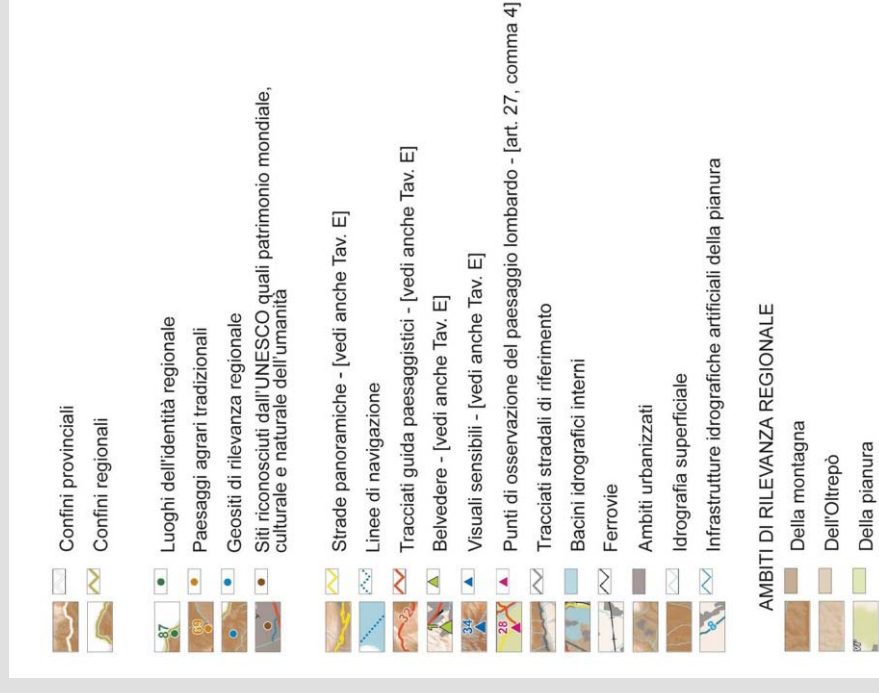 Confini provinciali
Confini regionali
87
Luoghi dell'identità regionale
69
Paesaggi agrari tradizionali
Geositi di rilevanza regionale
Siti riconosciuti dall'UNESCO quali patrimonio mondiale,
culturale e naturale dell'umanità
Strade panoramiche - [vedi anche Tav. E]
Linee di navigazione
32
Tracciati guida paesaggistici - [vedi anche Tav. E]
Belvedere - [vedi anche Tav. E]
34
Visuali sensibili - [vedi anche Tav. E]
28
Punti di osservazione del paesaggio lombardo - [art. 27, comma 4]
Tracciati stradali di riferimento
Bacini idrografici interni
Ferrovie
Ambiti urbanizzati
Idrografia superficiale
8
Infrastrutture idrografiche artificiali della pianura
AMBITI DI RILEVANZA REGIONALE
Della montagna
Dell'Oltrepò
Della pianura